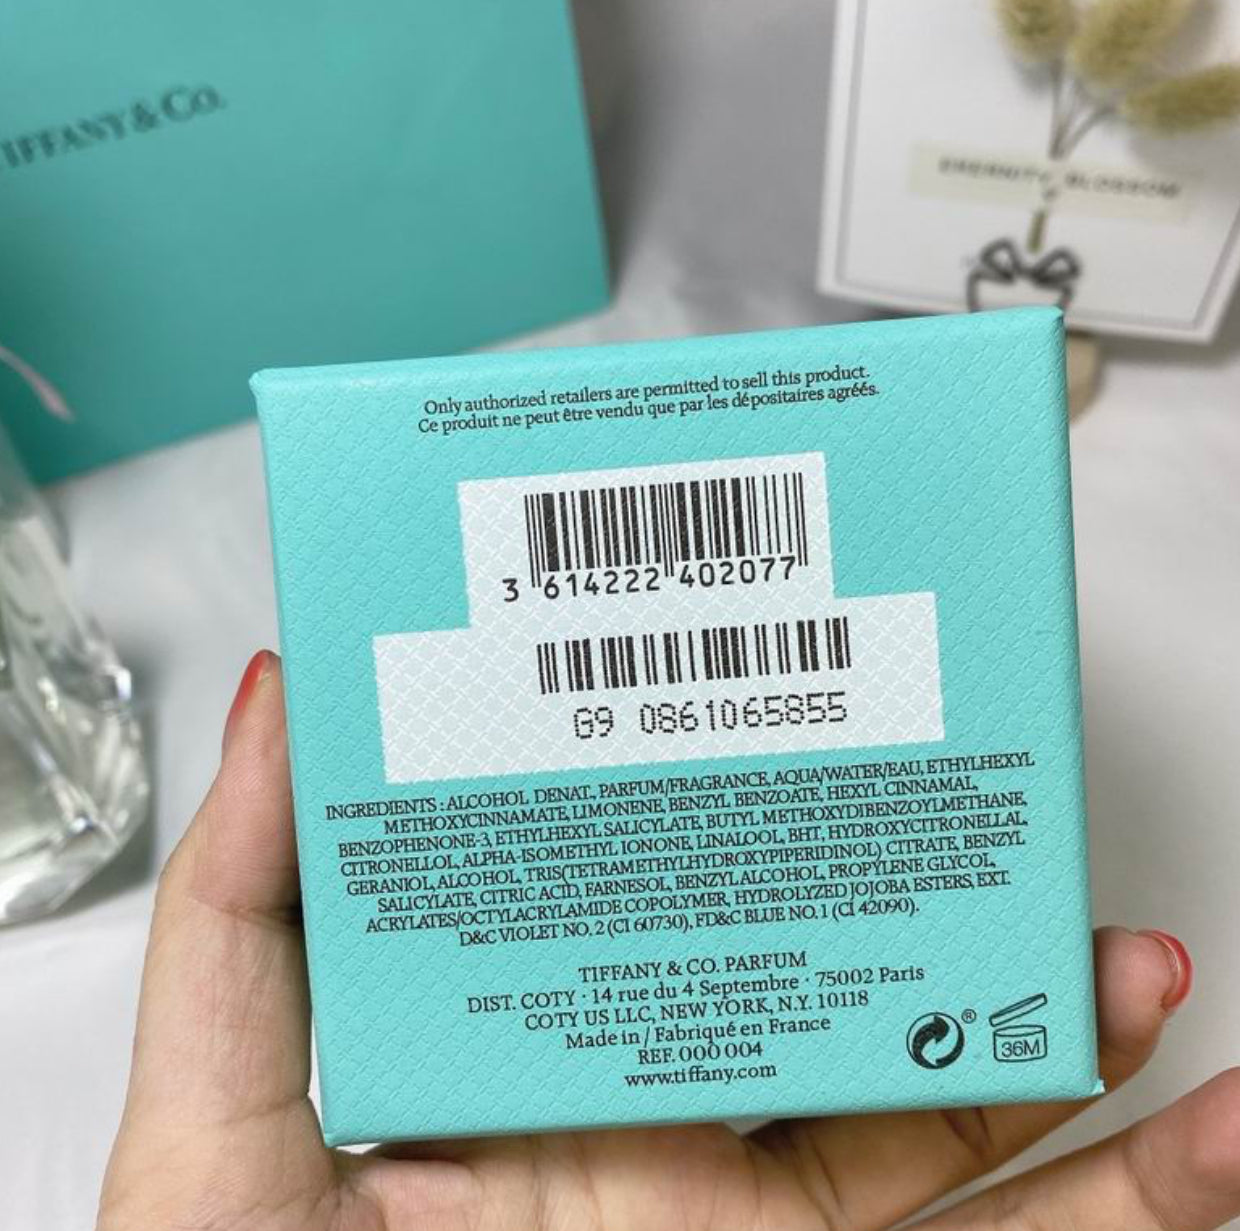 TIFFANY & CO.
ERERNITY BLOSSOM
Only authorized retailers are permitted to sell this product.
Ce produit ne peut être vendu que par les dépositaires agréés.
3 614222 402077
G9 0861065855
INGREDIENTS : ALCOHOL DENAT., PARFUM/FRAGRANCE, AQUA/WATER/EAU, ETHYLHEXYL
METHOXYCINNAMATE, LIMONENE, BENZYL BENZOATE, HEXYL CINNAMAL,
BENZOPHENONE-3, ETHYLHEXYL SALICYLATE, BUTYL METHOXYDIBENZOYLMETHANE,
CITRONELLOL, ALPHA-ISOMETHYL IONONE, LINALOOL, BHT, HYDROXYCITRONELLAL,
GERANIOL, ALCOHOL, TRIS(TETRAMETHYLHYDROXYPIPERIDINOL) CITRATE, BENZYL
SALICYLATE, CITRIC ACID, FARNESOL, BENZYL ALCOHOL, PROPYLENE GLYCOL,
ACRYLATES/OCTYLACRYLAMIDE COPOLYMER, HYDROLYZED JOJOBA ESTERS, EXT.
D&C VIOLET NO. 2 (CI 60730), FD&C BLUE NO. 1 (CI 42090).
TIFFANY & CO. PARFUM
DIST. COTY · 14 rue du 4 Septembre · 75002 Paris
COTY US LLC, NEW YORK, N.Y. 10118
Made in / Fabriqué en France
REF. 000 004
www.tiffany.com
®
36M